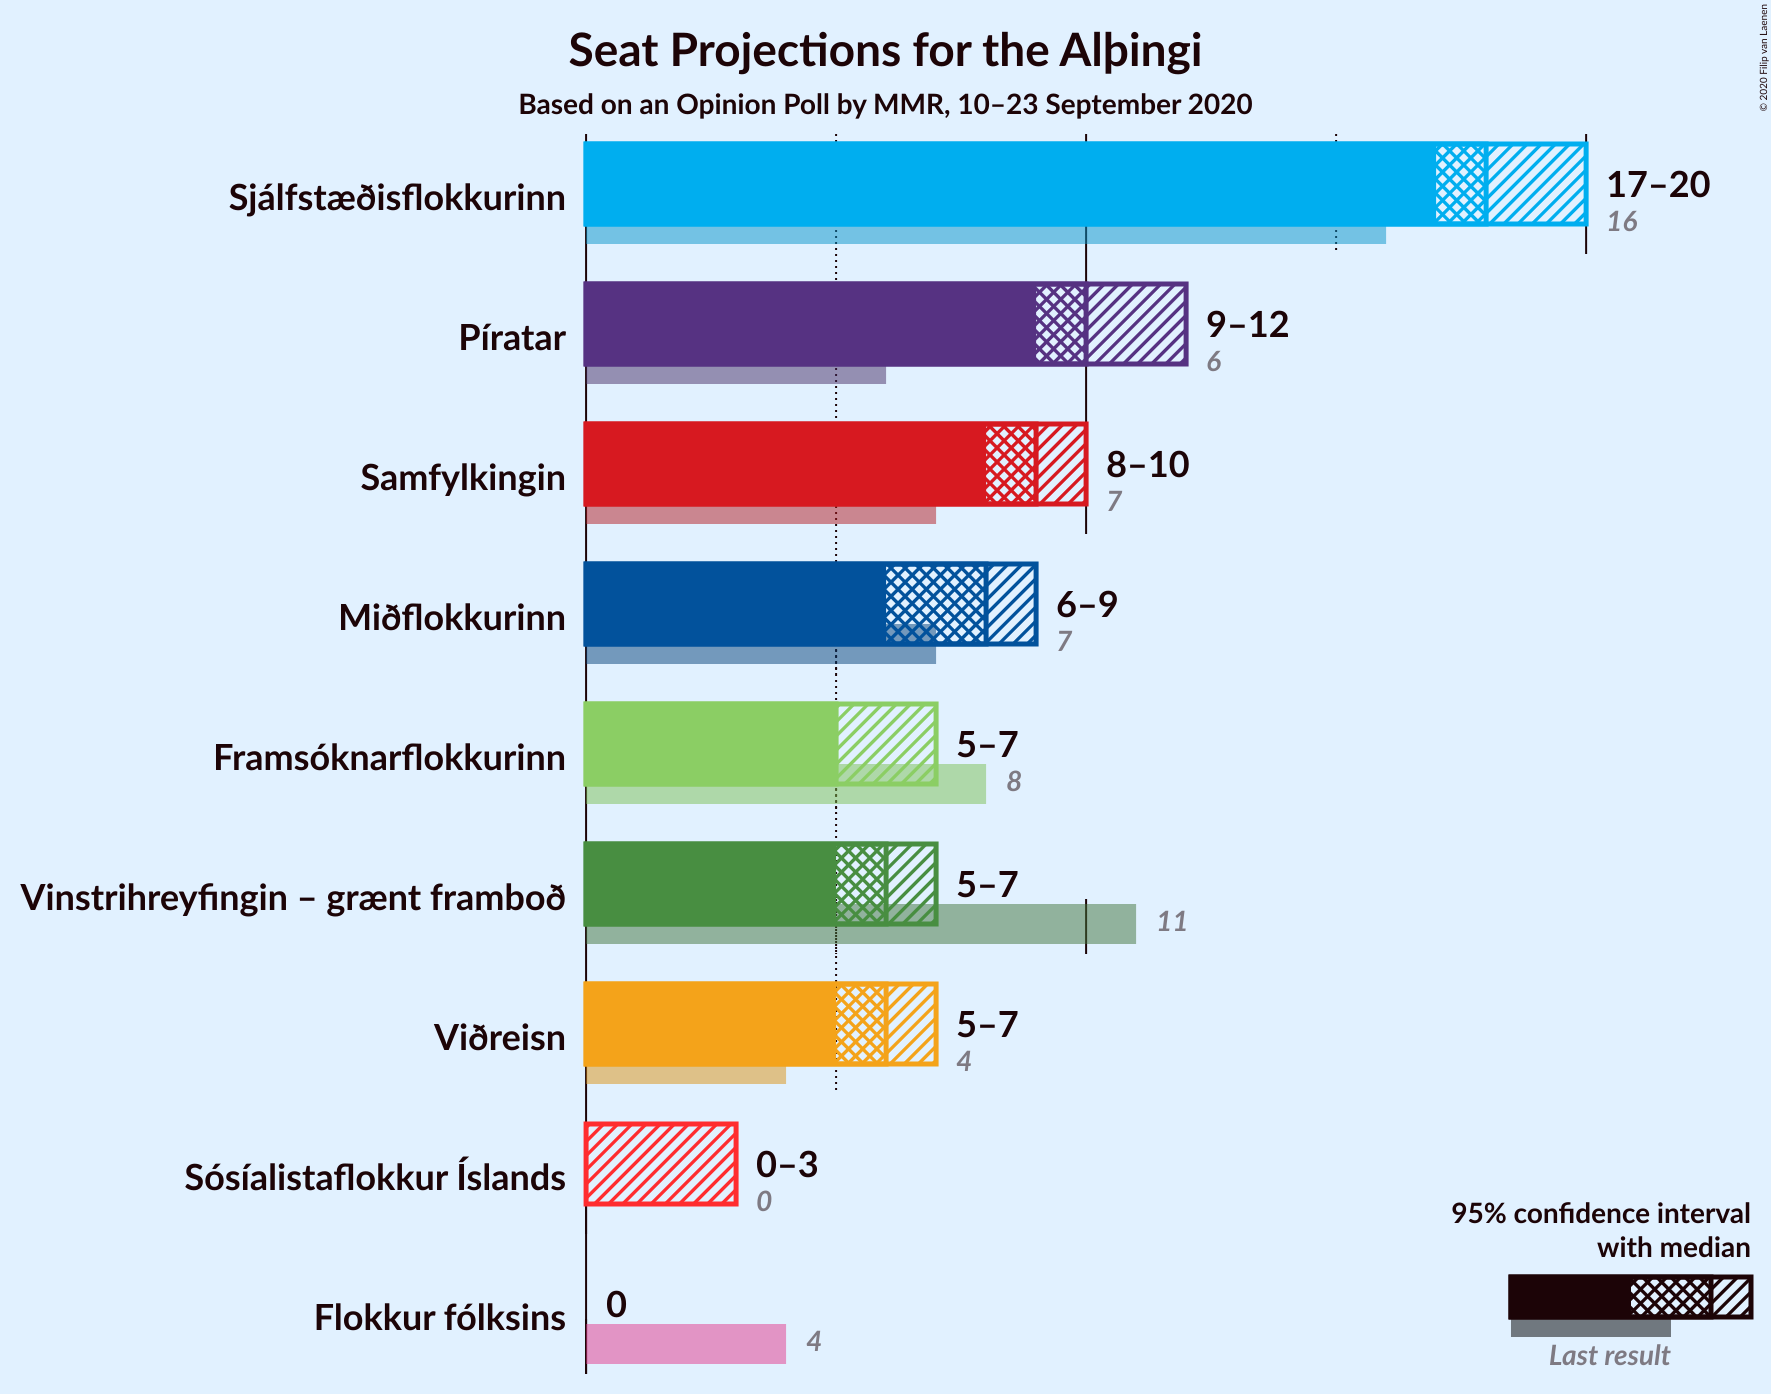 Seat Projections for the Alþingi
Based on an Opinion Poll by MMR, 10–23 September 2020
© 2020 Filip van Laenen
Sjálfstæðisflokkurinn
17–20
16
Píratar
9–12
6
Samfylkingin
8–10
7
Miðflokkurinn
6–9
7
Framsóknarflokkurinn
5–7
8
Vinstrihreyfingin – grænt framboð
5–7
11
Viðreisn
5–7
4
Sósíalistaflokkur Íslands
0–3
0
Flokkur fólksins
0
4
95% confidence interval
with median
Last result